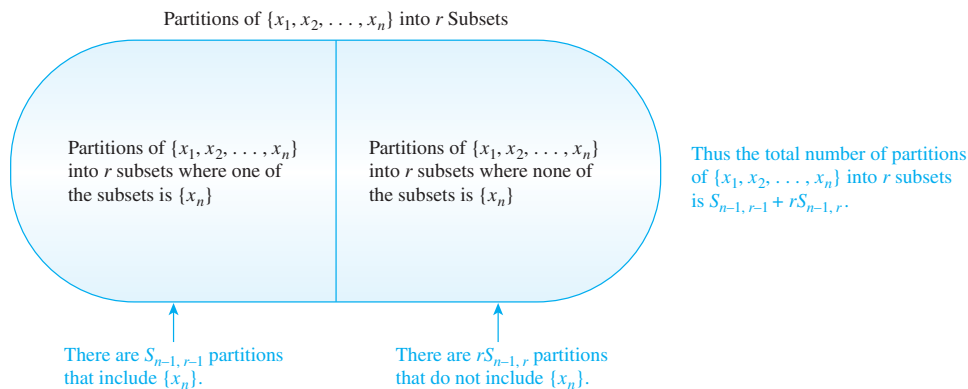 Partitions of {x₁, x₂, . . . , xₙ} into r Subsets
Partitions of {x₁, x₂, . . . , xₙ}
into r subsets where one of
the subsets is {xₙ}
Partitions of {x₁, x₂, . . . , xₙ}
into r subsets where none of
the subsets is {xₙ}
Thus the total number of partitions
of {x₁, x₂, . . . , xₙ} into r subsets
is Sₙ₋₁, ᵣ₋₁ + rSₙ₋₁, ᵣ.
There are Sₙ₋₁, ᵣ₋₁ partitions
that include {xₙ}.
There are rSₙ₋₁, ᵣ partitions
that do not include {xₙ}.